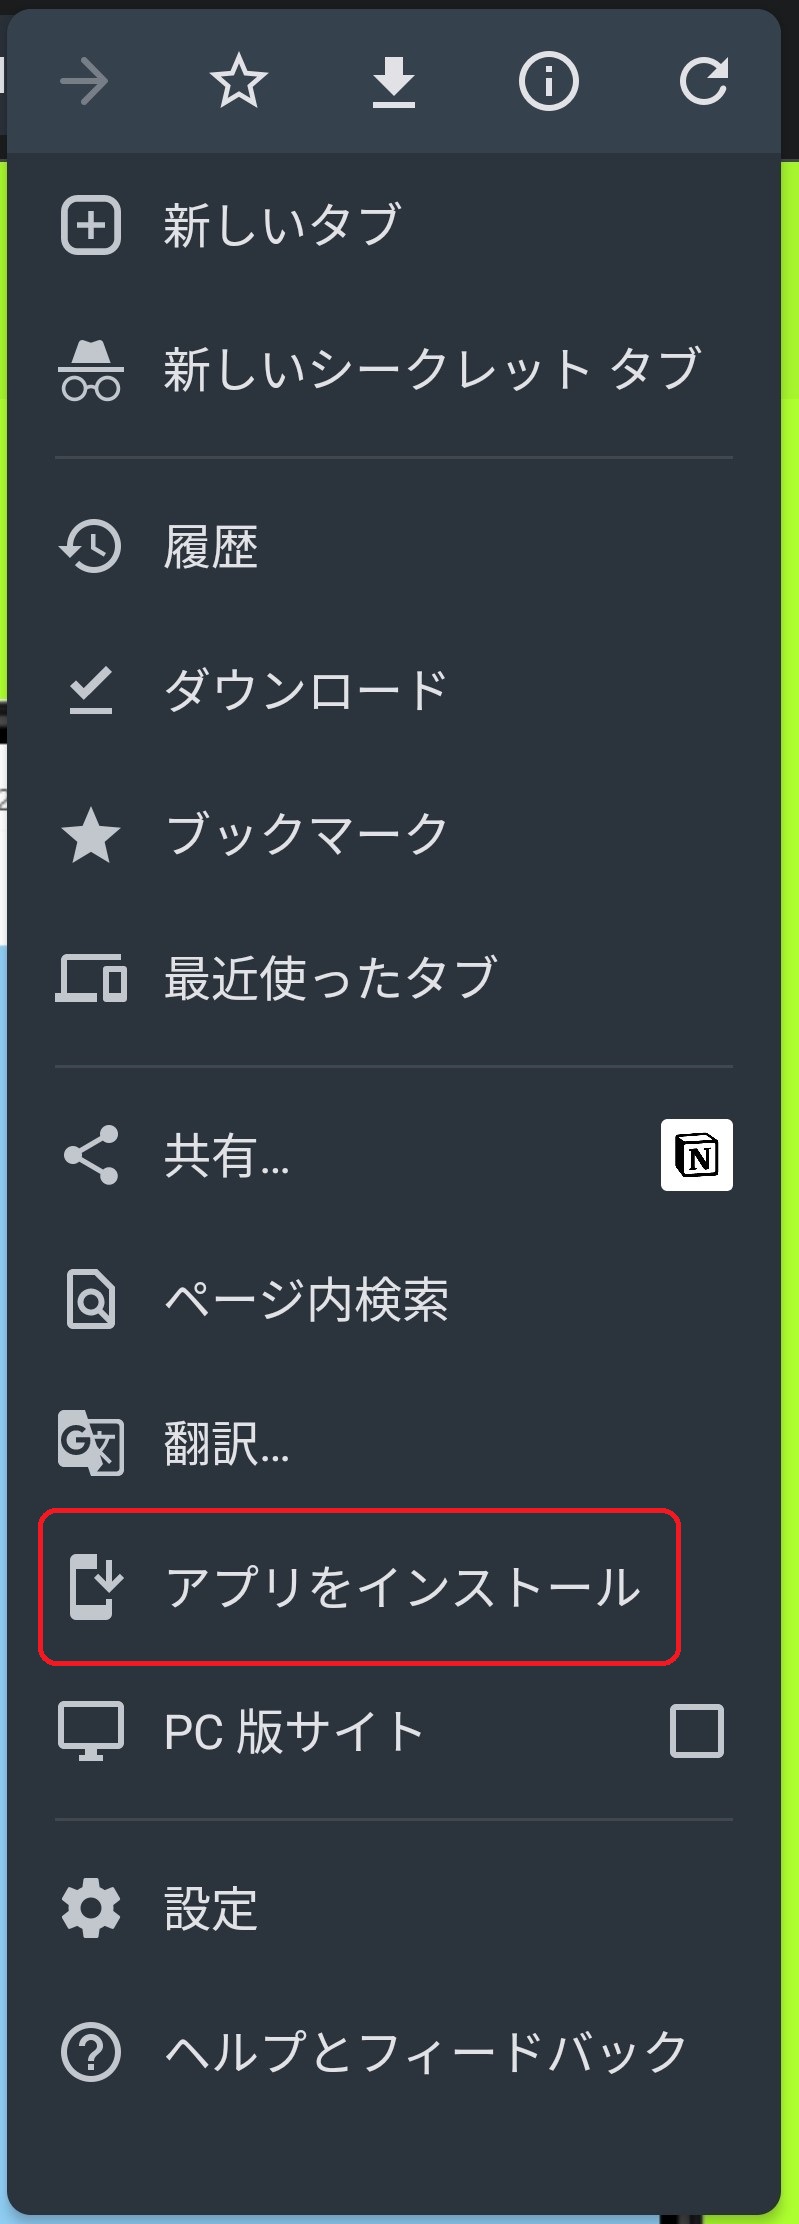 新しいタブ
新しいシークレット タブ
履歴
ダウンロード
ブックマーク
最近使ったタブ
共有...
N
ページ内検索
G文
翻訳...
アプリをインストール
PC 版サイト
設定
ヘルプとフィードバック